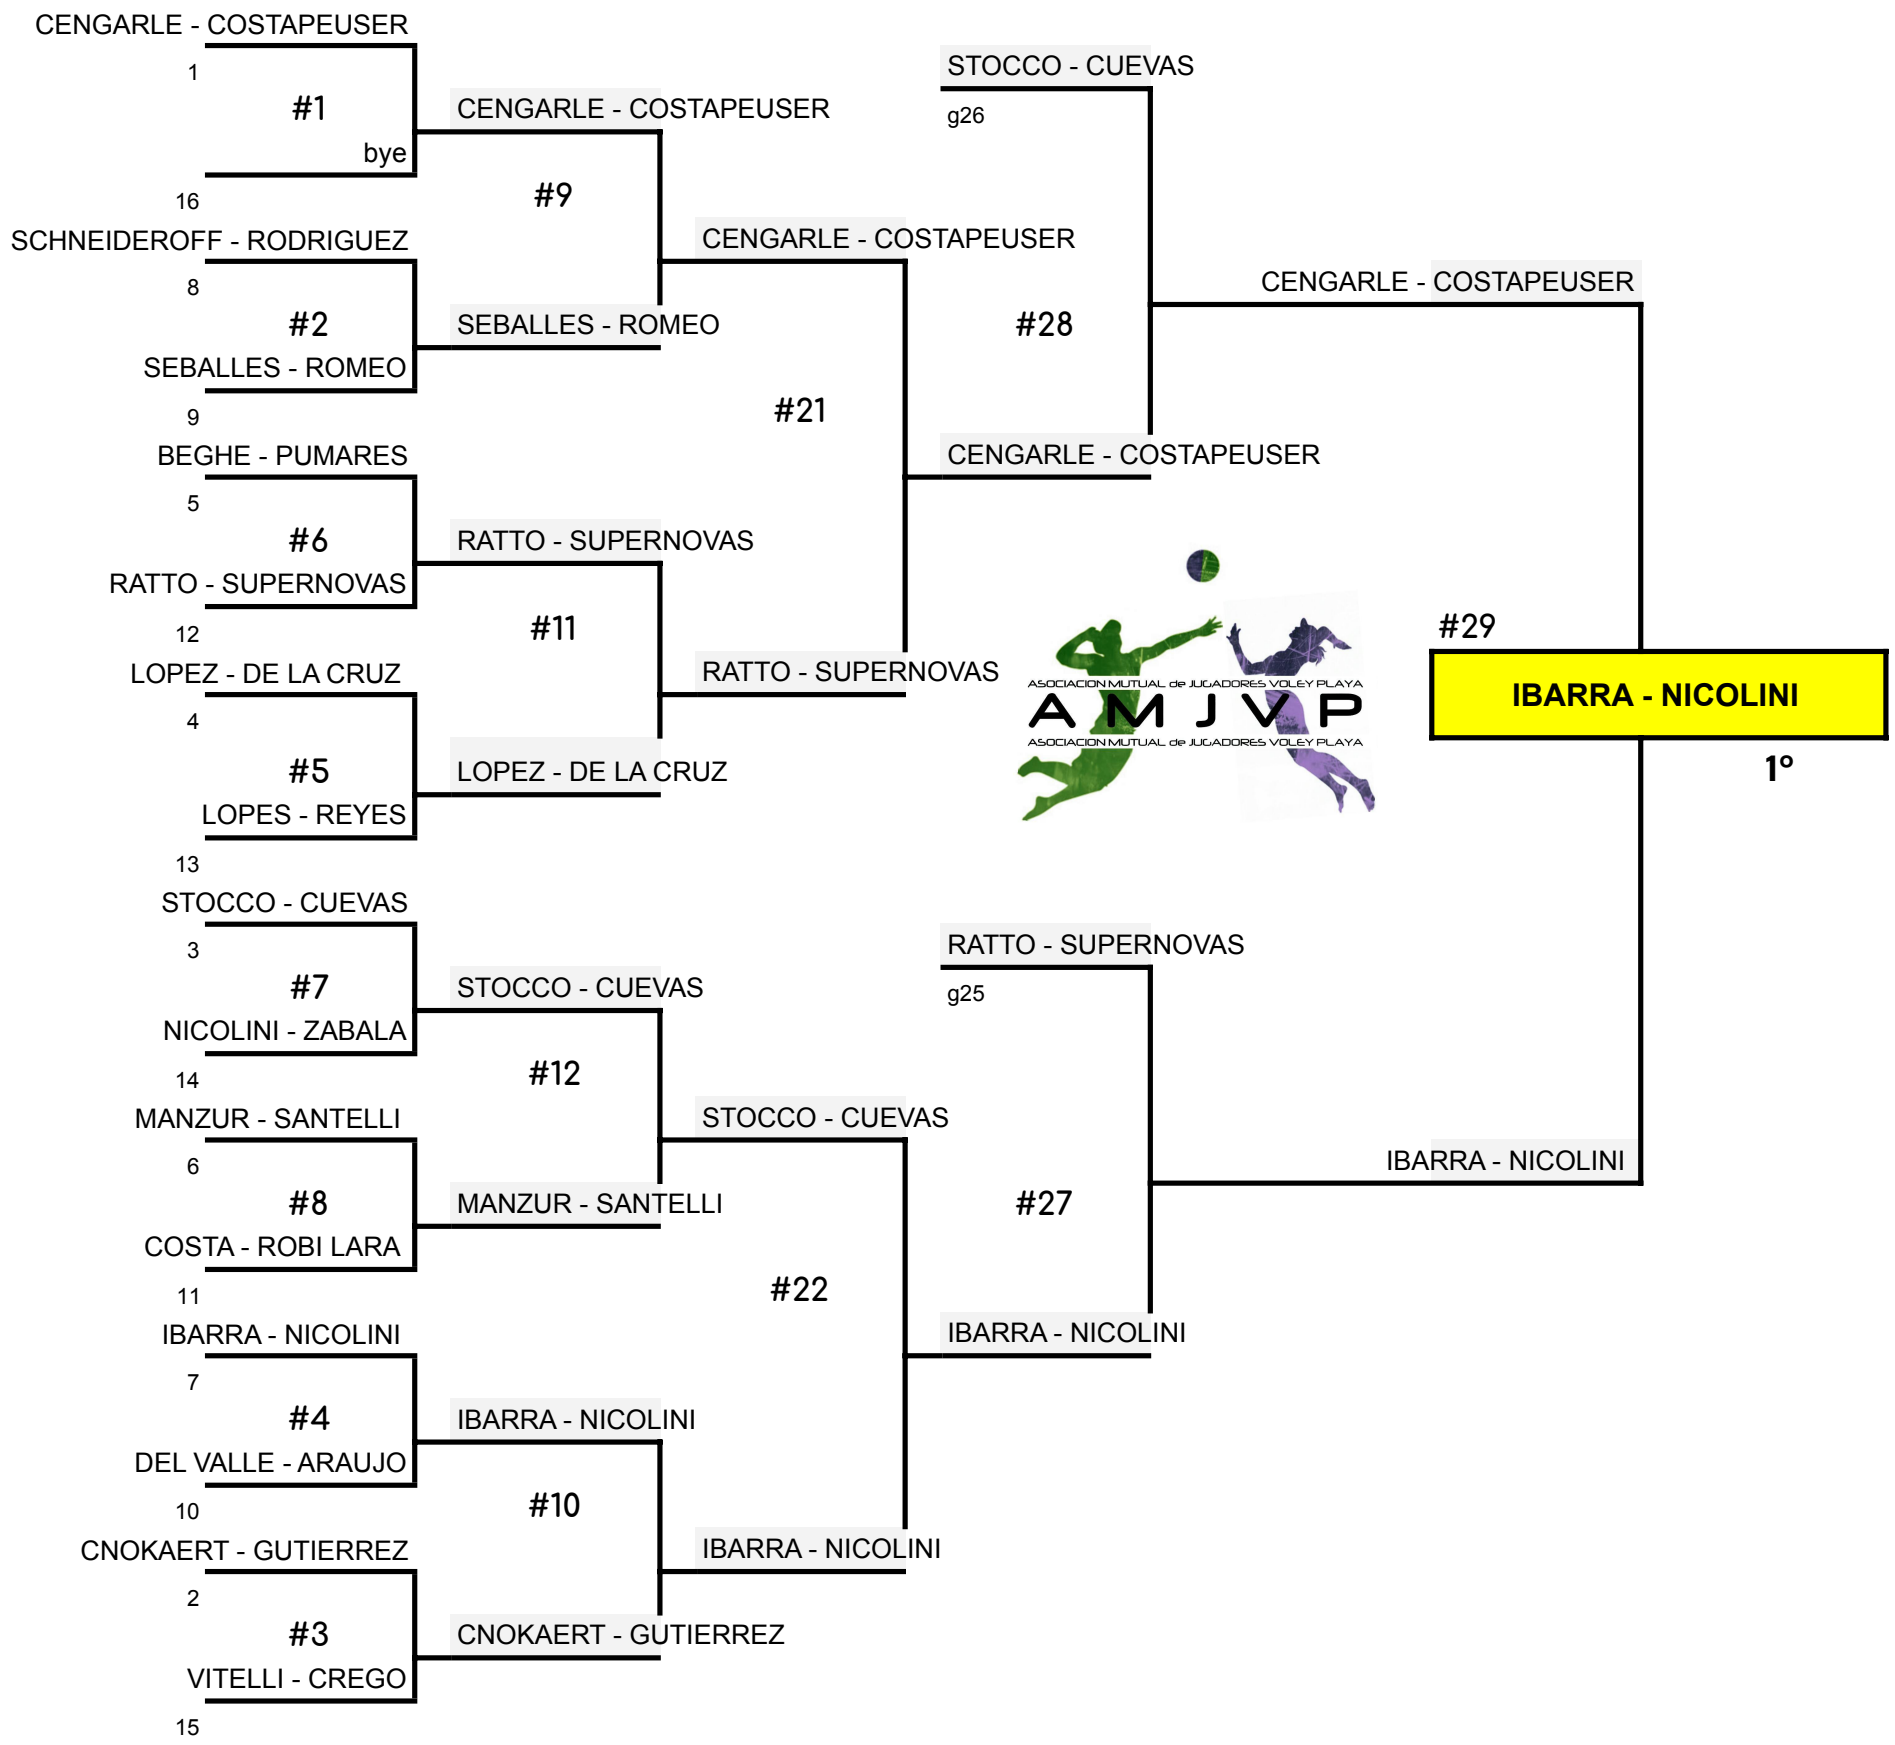 CENGARLE - COSTAPEUSER
1
#1
bye
16
SCHNEIDEROFF - RODRIGUEZ
8
#2
SEBALLES - ROMEO
9
BEGHE - PUMARES
5
#6
RATTO - SUPERNOVAS
12
LOPEZ - DE LA CRUZ
4
#5
LOPES - REYES
13
STOCCO - CUEVAS
3
#7
NICOLINI - ZABALA
14
MANZUR - SANTELLI
6
#8
COSTA - ROBI LARA
11
IBARRA - NICOLINI
7
#4
DEL VALLE - ARAUJO
10
CNOKAERT - GUTIERREZ
2
#3
VITELLI - CREGO
15
CENGARLE - COSTAPEUSER
#9
SEBALLES - ROMEO
RATTO - SUPERNOVAS
#11
LOPEZ - DE LA CRUZ
STOCCO - CUEVAS
#12
MANZUR - SANTELLI
IBARRA - NICOLINI
#10
CNOKAERT - GUTIERREZ
CENGARLE - COSTAPEUSER
#21
RATTO - SUPERNOVAS
STOCCO - CUEVAS
#22
IBARRA - NICOLINI
STOCCO - CUEVAS
g26
#28
CENGARLE - COSTAPEUSER
ASOCIACION MUTUAL de JUGADORES VOLEY PLAYA
AMJVP
ASOCIACION MUTUAL de JUGADORES VOLEY PLAYA
RATTO - SUPERNOVAS
g25
#27
IBARRA - NICOLINI
CENGARLE - COSTAPEUSER
#29
IBARRA - NICOLINI
1º
IBARRA - NICOLINI